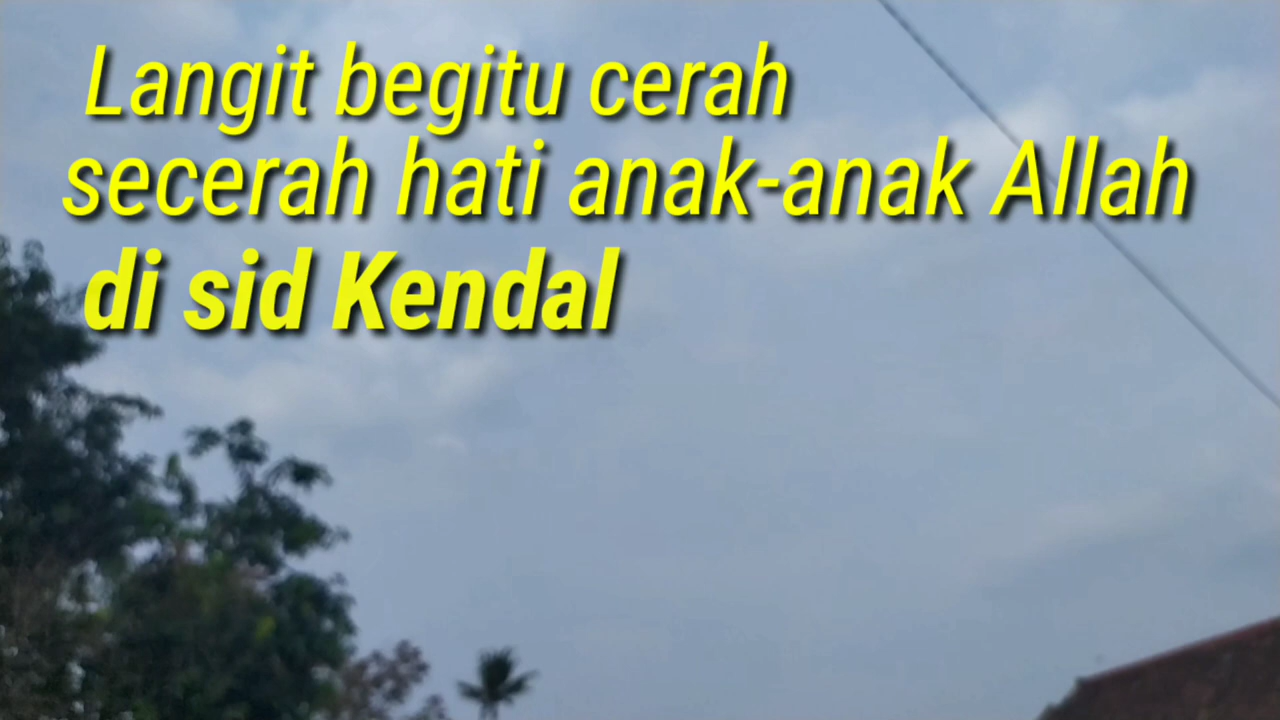 Langit begitu cerah
secerah hati anak-anak Allah
di sid Kendal